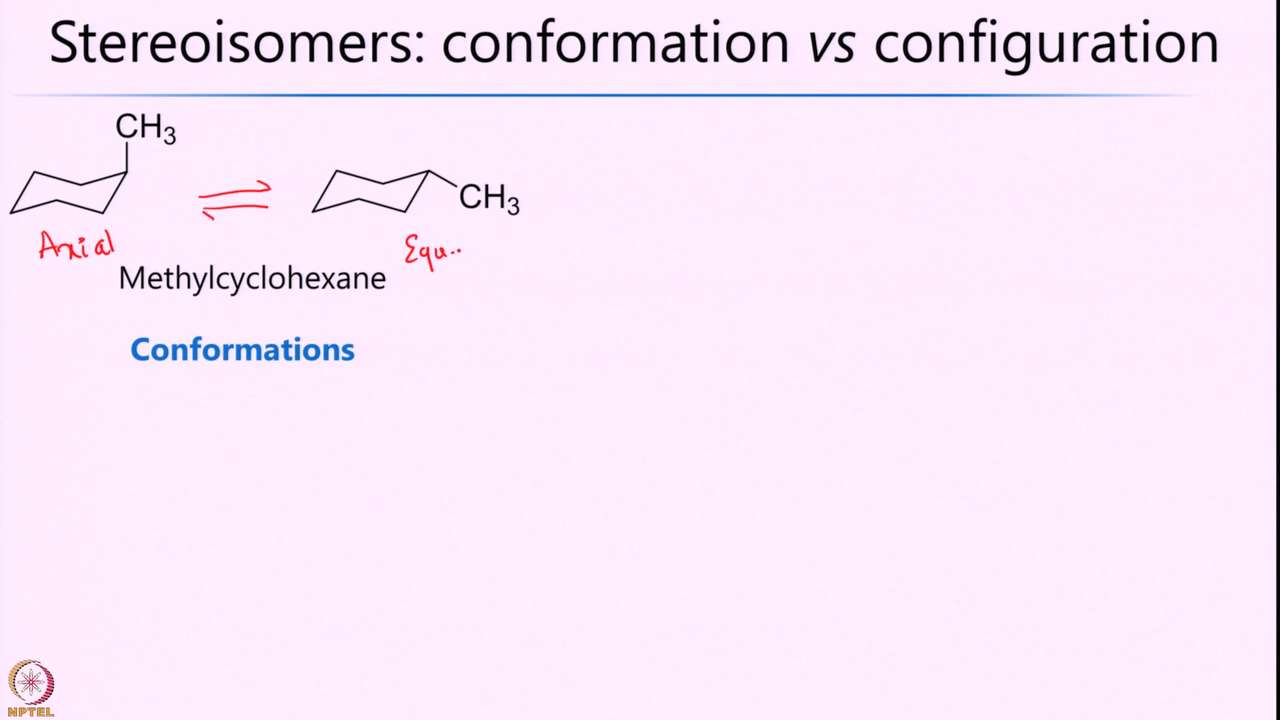 Stereoisomers: conformation vs configuration
CH3
CH3
Axial
Equ..
Methylcyclohexane
Conformations
NPTEL